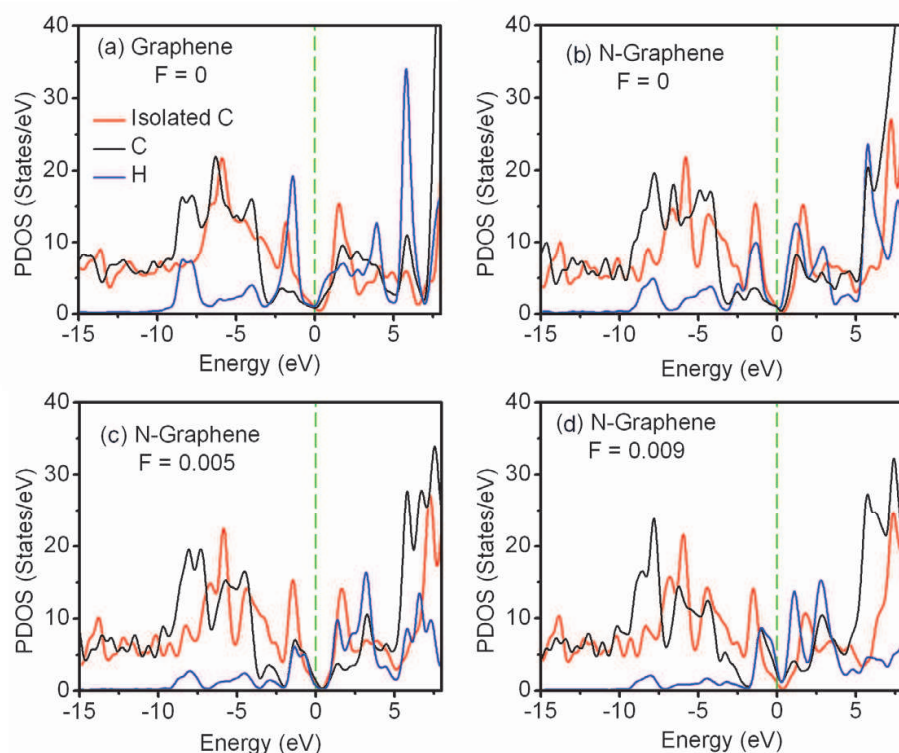 (a) Graphene
F = 0
Isolated C
C
H
40
30
20
10
0
PDOS (States/eV)
-15 -10 -5 0 5
Energy (eV)
(b) N-Graphene
F = 0
40
30
20
10
0
PDOS (States/eV)
-15 -10 -5 0 5
Energy (eV)
(c) N-Graphene
F = 0.005
40
30
20
10
0
PDOS (States/eV)
-15 -10 -5 0 5
Energy (eV)
(d) N-Graphene
F = 0.009
40
30
20
10
0
PDOS (States/eV)
-15 -10 -5 0 5
Energy (eV)